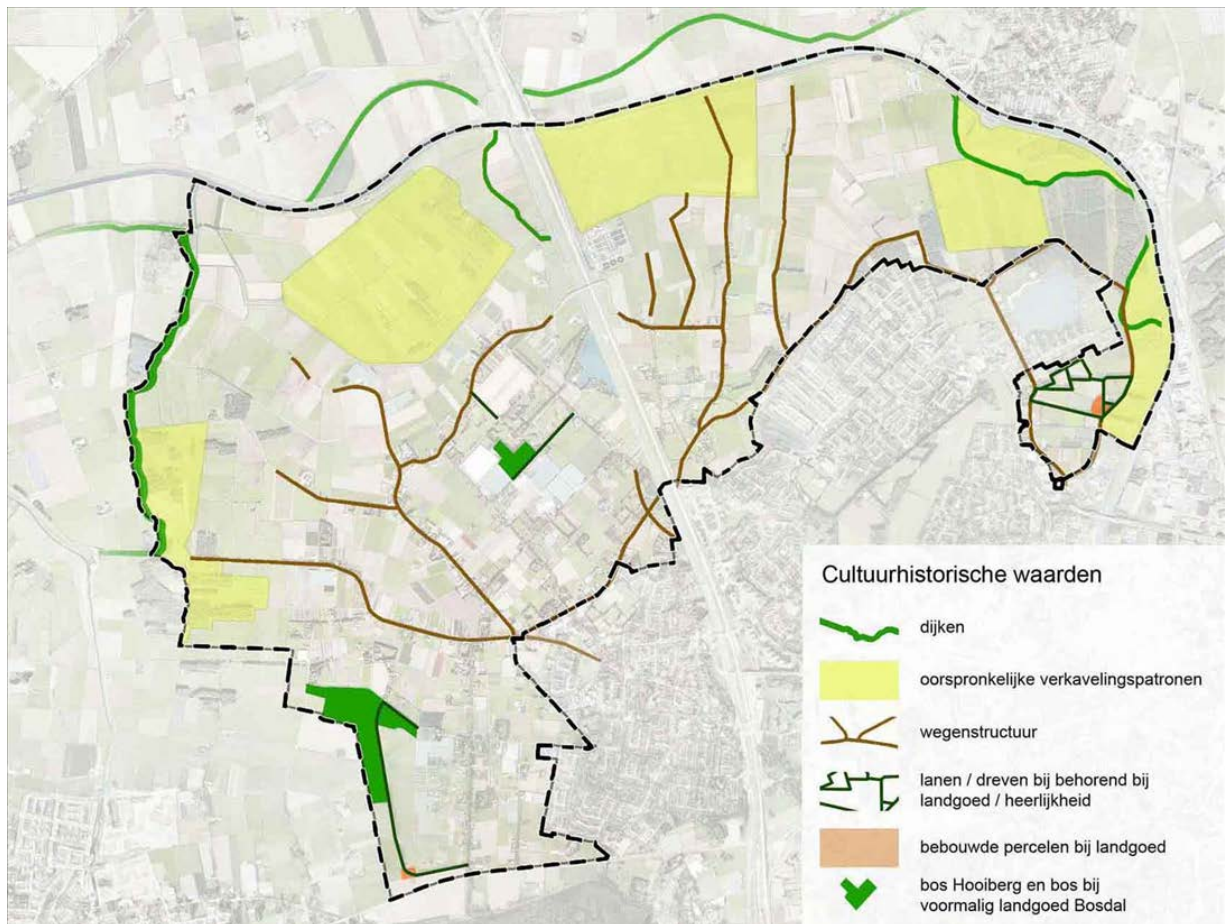 Cultuurhistorische waarden
dijken
oorspronkelijke verkavelingspatronen
wegenstructuur
lanen / dreven bij behorend bij
landgoed / heerlijkheid
bebouwde percelen bij landgoed
bos Hooiberg en bos bij
voormalig landgoed Bosdal